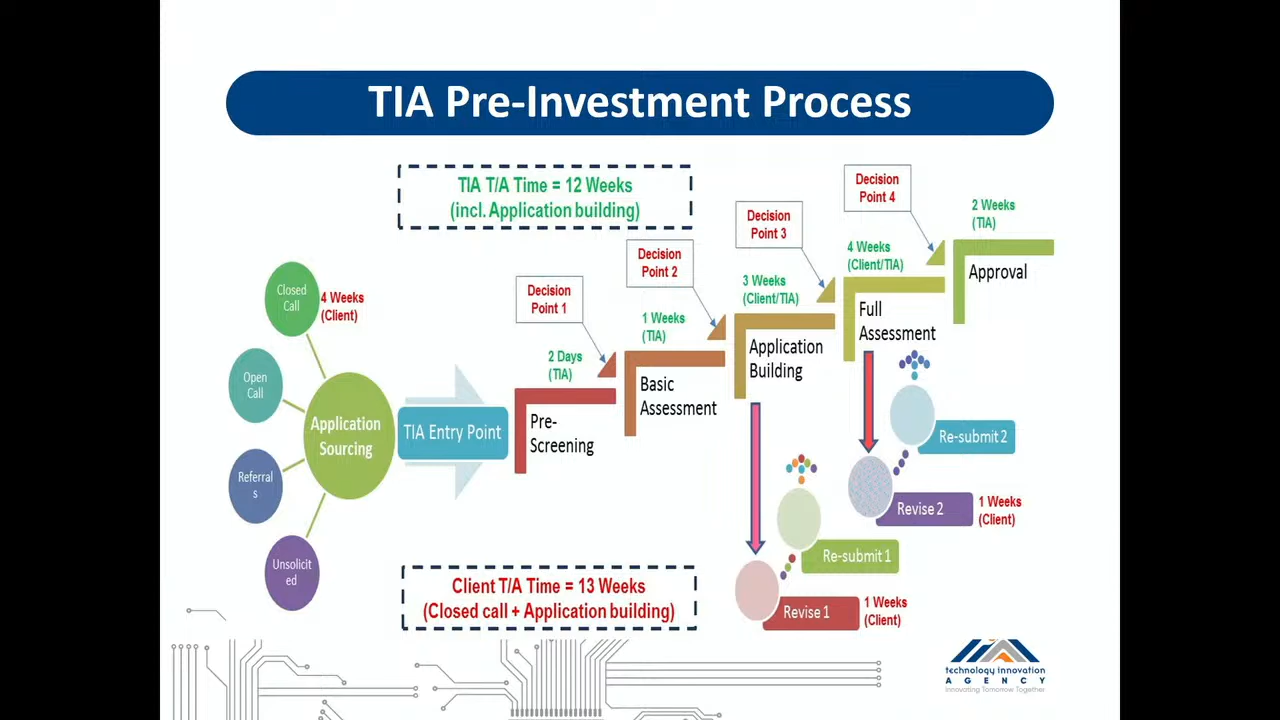 TIA Pre-Investment Process
TIA T/A Time = 12 Weeks
(incl. Application building)
Decision
Point 4
2 Weeks
(TIA)
Decision
Point 3
4 Weeks
(Client/TIA)
Approval
Decision
Point 2
3 Weeks
(Client/TIA)
Full
Assessment
Decision
Point 1
1 Weeks
(TIA)
Application
Building
2 Days
(TIA)
Basic
Assessment
Pre-
Screening
Closed
Call
4 Weeks
(Client)
Open
Call
Application
Sourcing
TIA Entry Point
Referral
s
Unsolicit
ed
Re-submit 2
Revise 2
1 Weeks
(Client)
Re-submit 1
Revise 1
1 Weeks
(Client)
Client T/A Time = 13 Weeks
(Closed call + Application building)
technology innovation
AGENCY
Innovating Tomorrow Together